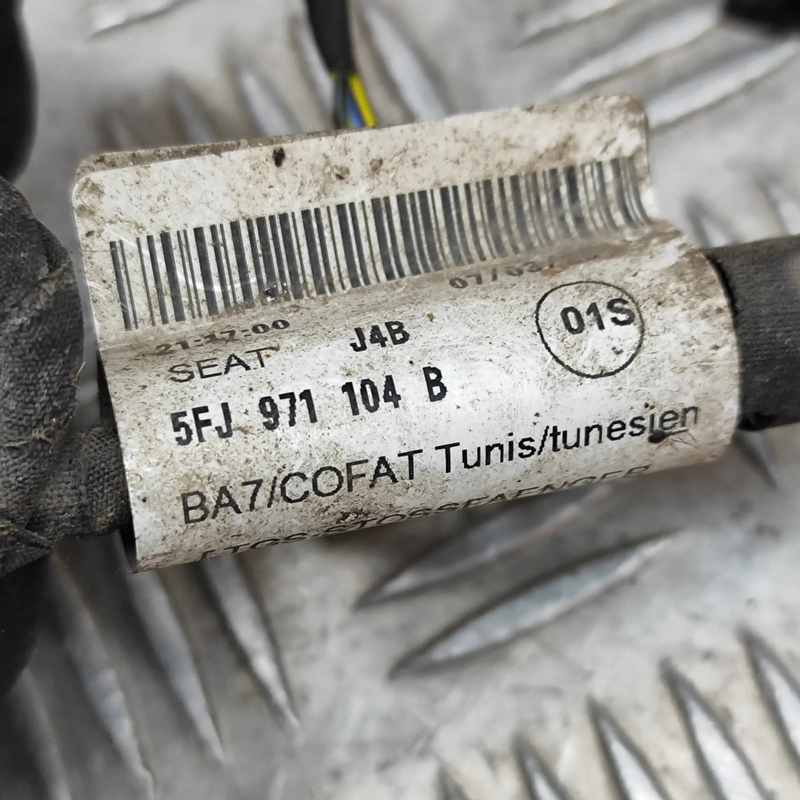 21:17:00 07/03/
SEAT J4B 01S
5FJ 971 104 B
BA7/COFAT Tunis/tunesien